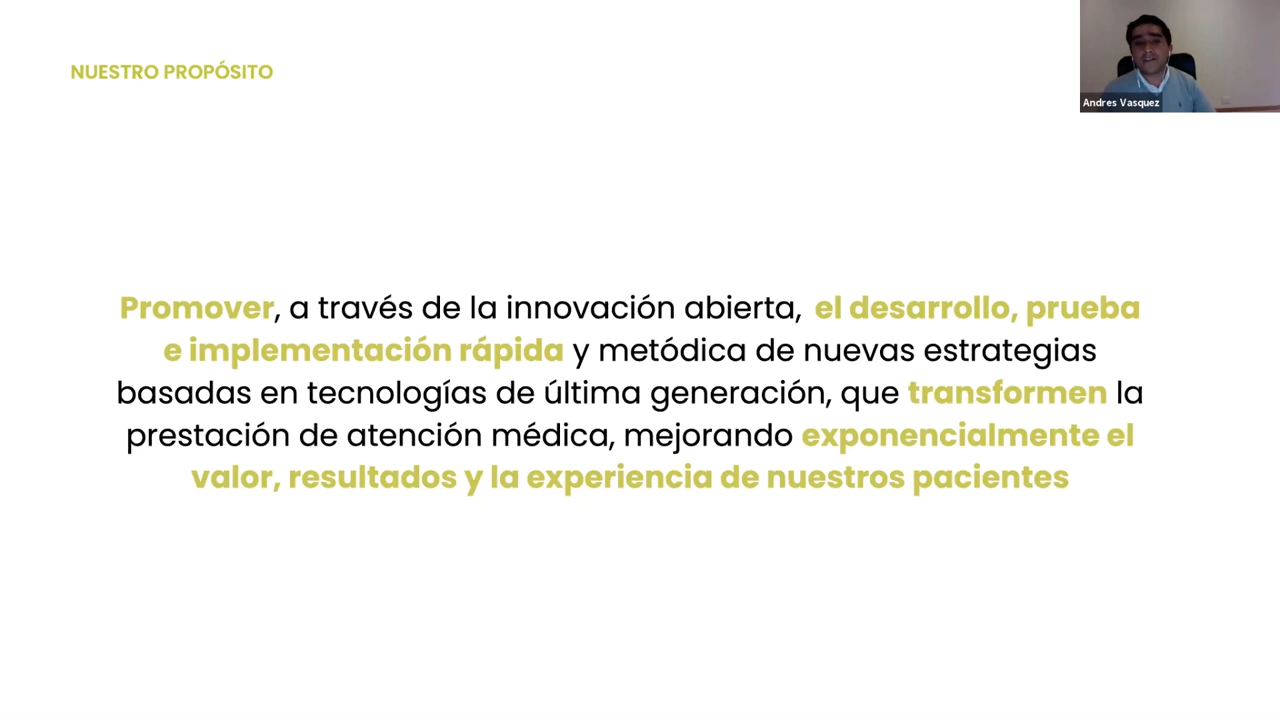 NUESTRO PROPÓSITO
Andres Vasquez
Promover, a través de la innovación abierta, el desarrollo, prueba
e implementación rápida y metódica de nuevas estrategias
basadas en tecnologías de última generación, que transformen la
prestación de atención médica, mejorando exponencialmente el
valor, resultados y la experiencia de nuestros pacientes